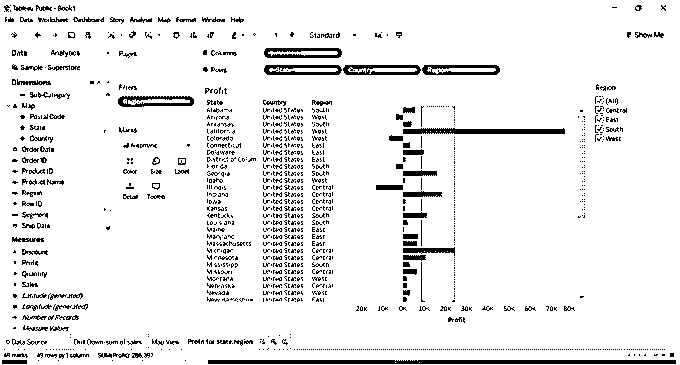 Tableau Public - Book1
File Data Worksheet Dashboard Story Analysis Map Format Window Help
Standard
Show Me
Data Analytics
Pages
Columns
Rows
State Country Region
Sample - Superstore
Dimensions
Sub-Category
Map
Postal Code
State
Country
Order Date
Order ID
Product ID
Product Name
Region
Row ID
Segment
Ship Date
Measures
Discount
Profit
Quantity
Sales
Latitude (generated)
Longitude (generated)
Number of Records
Measure Values
Filters
Region
Marks
Automatic
Color Size Label
Detail Tooltip
Profit
State Country Region
Alabama United States South
Arizona United States West
Arkansas United States South
California United States West
Colorado United States West
Connecticut United States East
Delaware United States East
District of Colum United States East
Florida United States South
Georgia United States South
Idaho United States West
Illinois United States Central
Indiana United States Central
Iowa United States Central
Kansas United States Central
Kentucky United States South
Louisiana United States South
Maine United States East
Maryland United States East
Massachusetts United States East
Michigan United States Central
Minnesota United States Central
Mississippi United States South
Missouri United States Central
Montana United States West
Nebraska United States Central
Nevada United States West
New Hampshire United States East
20K 10K 0K 10K 20K 30K 40K 50K 60K 70K 80K
Profit
Region
(All)
Central
East
South
West
Data Source Drill Down-sum of sales Map View Profit for state,region
49 marks 49 rows by 1 column SUM(Profit): 286,397